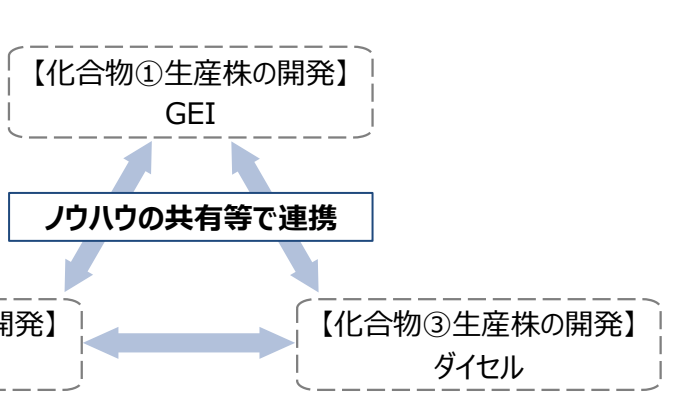 【化合物①生産株の開発】
GEI
ノウハウの共有等で連携
開発】
【化合物③生産株の開発】
ダイセル